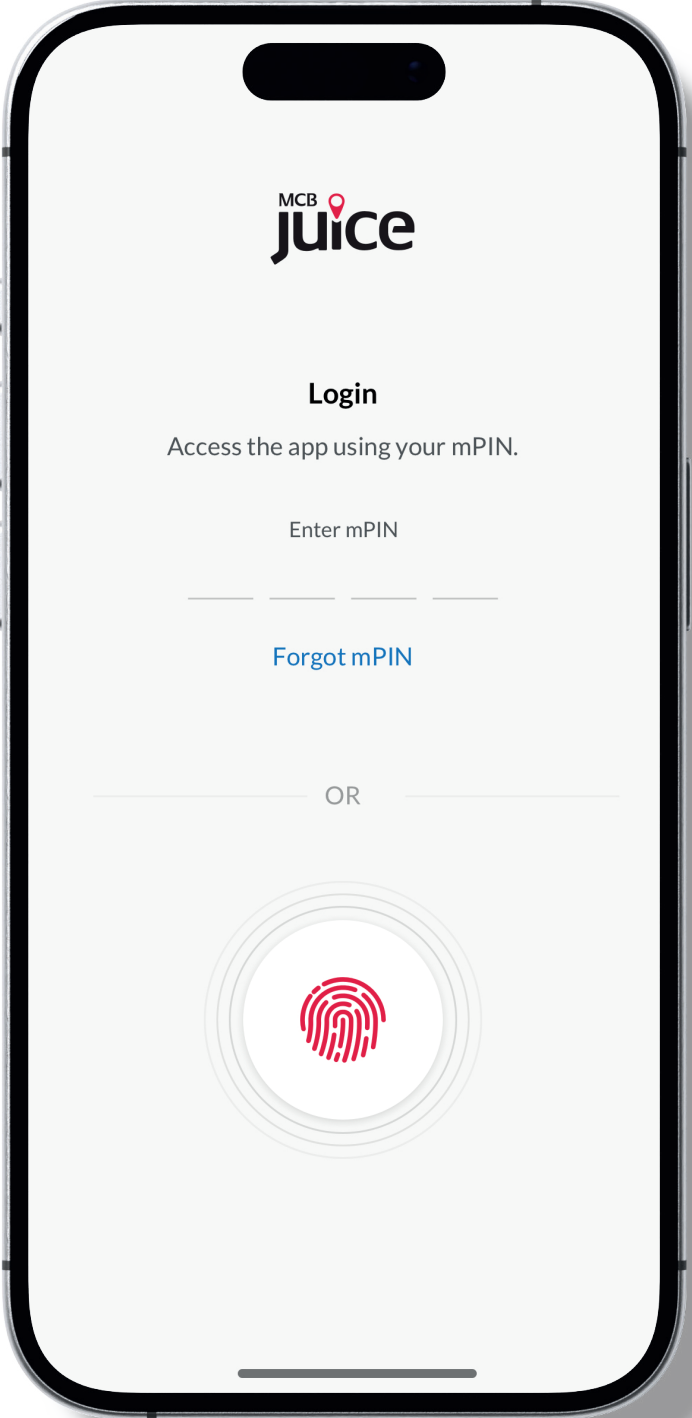 MCB
juice
Login
Access the app using your mPIN.
Enter mPIN
Forgot mPIN
OR